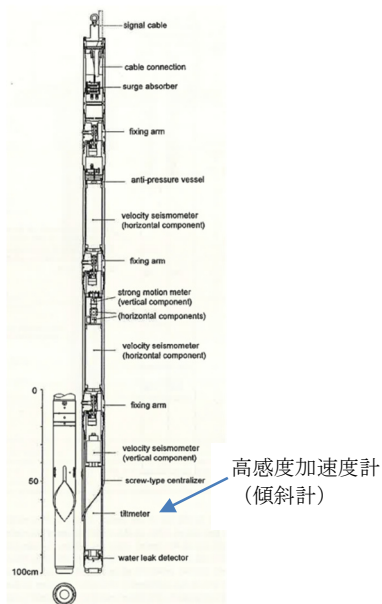 signal cable
cable connection
surge absorber
fixing arm
anti-pressure vessel
velocity seismometer
(horizontal component)
fixing arm
strong motion meter
(vertical component)
(horizontal components)
velocity seismometer
(horizontal component)
0
fixing arm
velocity seismometer
(vertical component)
50
screw-type centralizer
tiltmeter
高感度加速度計
（傾斜計）
water leak detector
100cm